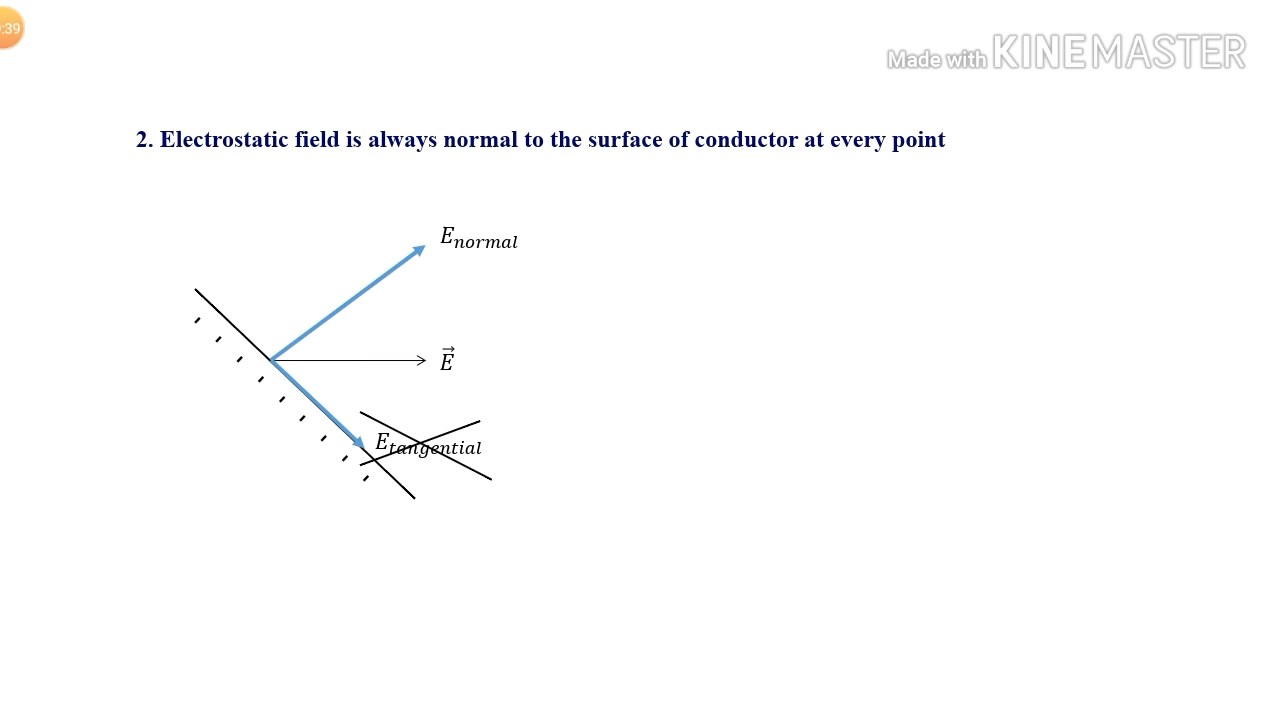 :39
Made with KINEMASTER
2. Electrostatic field is always normal to the surface of conductor at every point
E_normal
E⃗
E_tangential